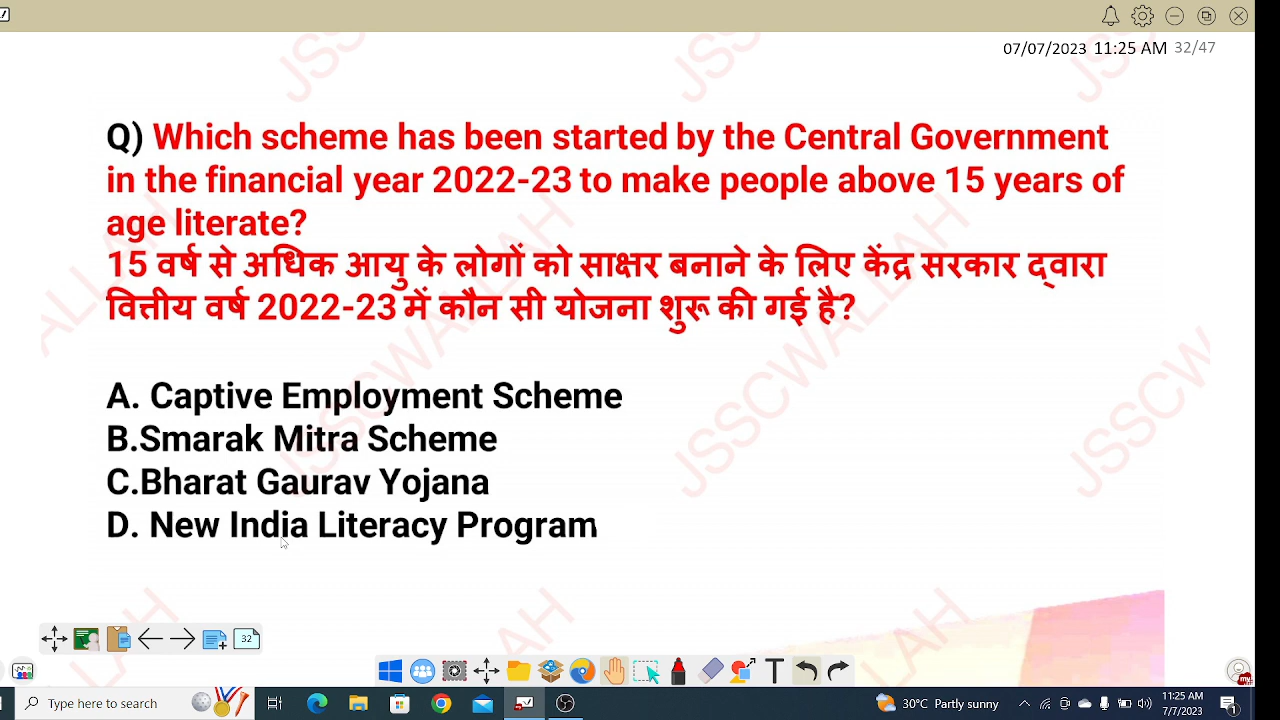 07/07/2023 11:25 AM 32/47
Q) Which scheme has been started by the Central Government
in the financial year 2022-23 to make people above 15 years of
age literate?
15 वर्ष से अधिक आयु के लोगों को साक्षर बनाने के लिए केंद्र सरकार द्वारा
वित्तीय वर्ष 2022-23 में कौन सी योजना शुरू की गई है?
A. Captive Employment Scheme
B.Smarak Mitra Scheme
C.Bharat Gaurav Yojana
D. New India Literacy Program
JSSCWALLAH
32
Type here to search
30°C Partly sunny
11:25 AM
7/7/2023
1